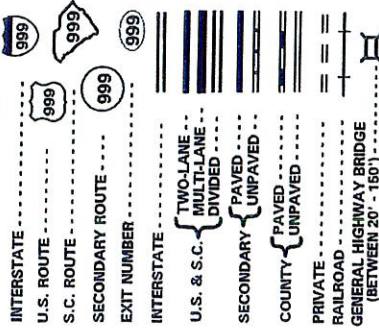 INTERSTATE 999
U.S. ROUTE 999
S.C. ROUTE 999
SECONDARY ROUTE 999
EXIT NUMBER 999
INTERSTATE
U.S. & S.C. TWO-LANE
MULTI-LANE
DIVIDED
SECONDARY PAVED
UNPAVED
COUNTY PAVED
UNPAVED
PRIVATE
RAILROAD
GENERAL HIGHWAY BRIDGE
(BETWEEN 20' - 150')